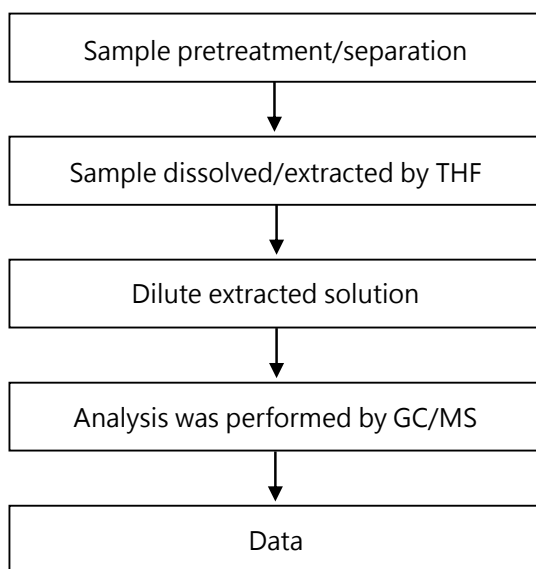 Sample pretreatment/separation
Sample dissolved/extracted by THF
Dilute extracted solution
Analysis was performed by GC/MS
Data